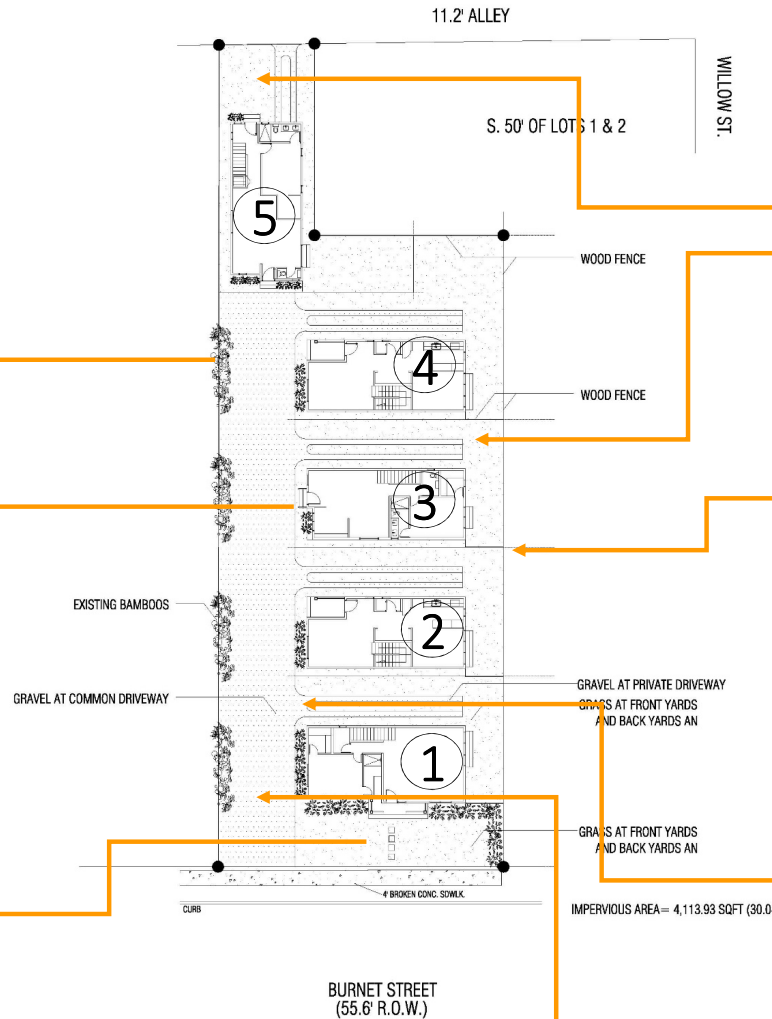 11.2' ALLEY
WILLOW ST.
S. 50' OF LOTS 1 & 2
5
WOOD FENCE
4
WOOD FENCE
3
EXISTING BAMBOOS
2
GRAVEL AT COMMON DRIVEWAY
GRAVEL AT PRIVATE DRIVEWAY
GRASS AT FRONT YARDS
AND BACK YARDS AN
1
GRASS AT FRONT YARDS
AND BACK YARDS AN
4' BROKEN CONC. SDWLK.
CURB
IMPERVIOUS AREA= 4,113.93 SQFT (30.0
BURNET STREET
(55.6' R.O.W.)